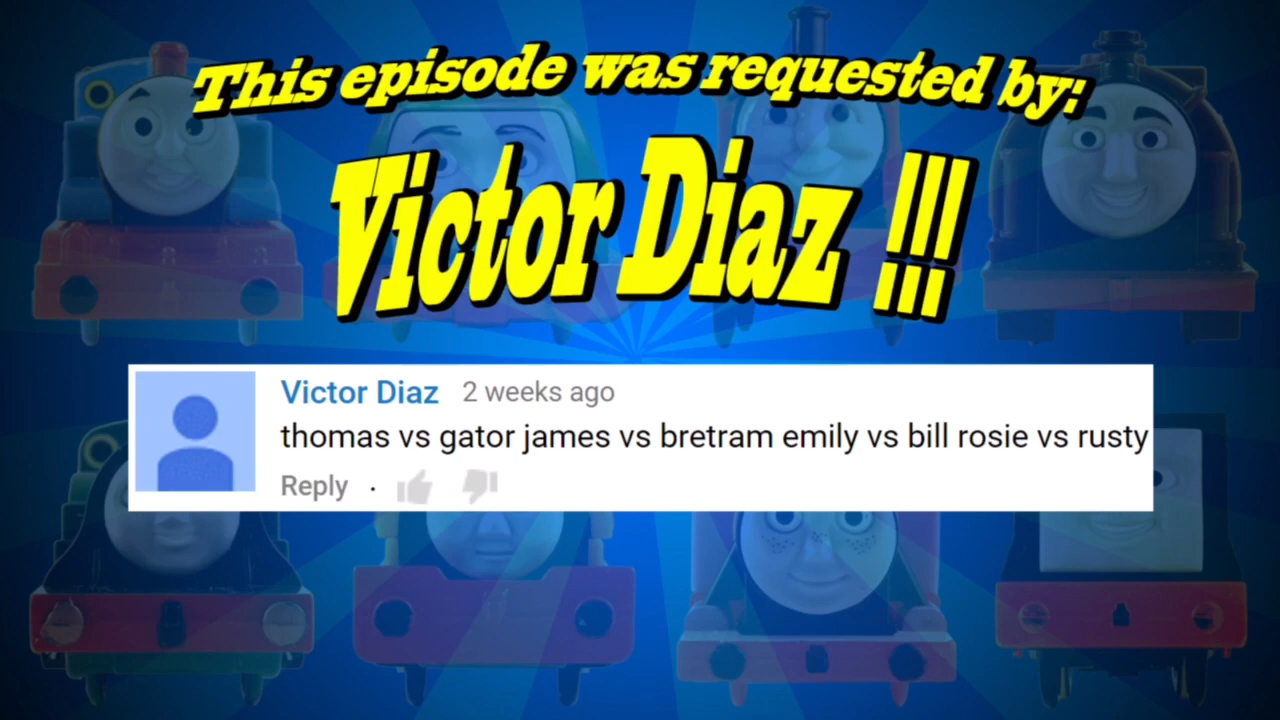 This episode was requested by:
Victor Diaz !!!
Victor Diaz 2 weeks ago
thomas vs gator james vs bretram emily vs bill rosie vs rusty
Reply ·